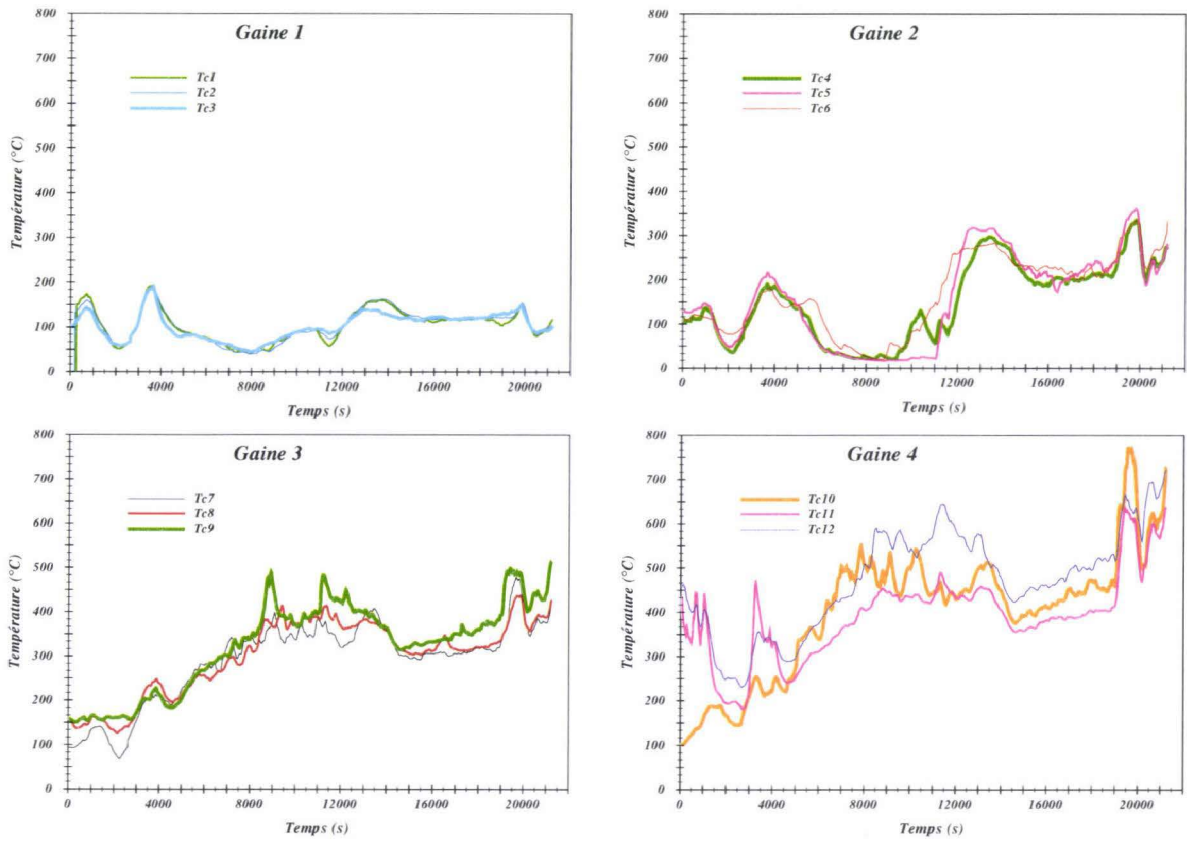 Gaine 1
Tc1
Tc2
Tc3
Température (°C)
800
700
600
500
400
300
200
100
0
0 4000 8000 12000 16000 20000
Temps (s)
Gaine 2
Tc4
Tc5
Tc6
Température (°C)
800
700
600
500
400
300
200
100
0
0 4000 8000 12000 16000 20000
Temps (s)
Gaine 3
Tc7
Tc8
Tc9
Température (°C)
800
700
600
500
400
300
200
100
0
0 4000 8000 12000 16000 20000
Temps (s)
Gaine 4
Tc10
Tc11
Tc12
Température (°C)
800
700
600
500
400
300
200
100
0
0 4000 8000 12000 16000 20000
Temps (s)